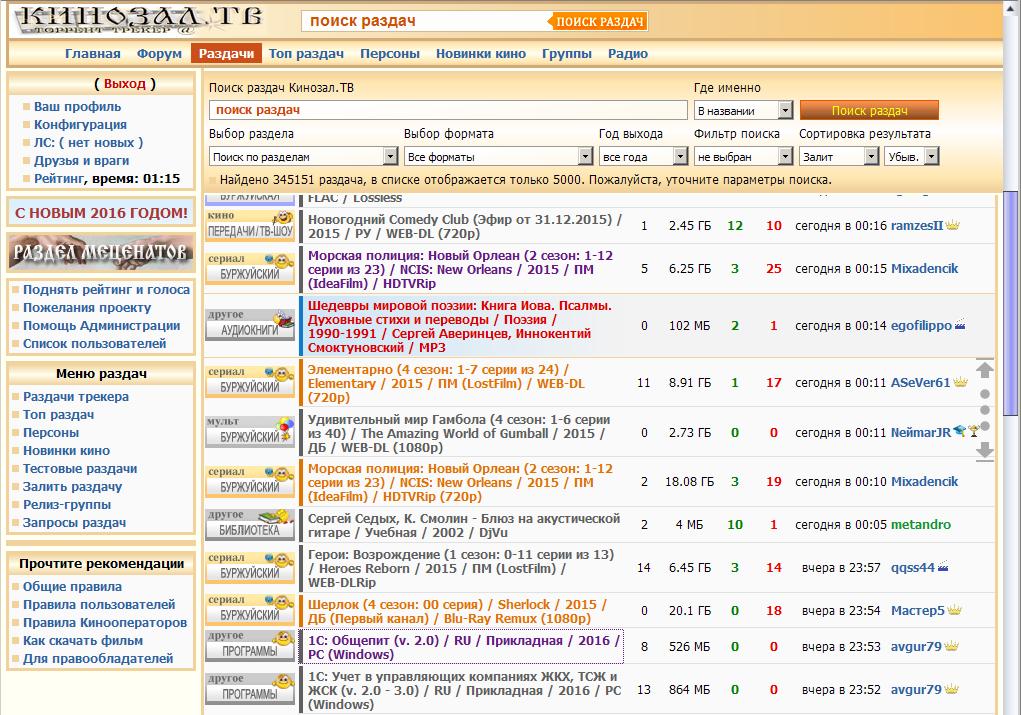 КИНОЗАЛ.ТВ
ТОРРЕНТ-ТРЕКЕР @
поиск раздач
ПОИСК РАЗДАЧ
Главная Форум Раздачи Топ раздач Персоны Новинки кино Группы Радио
( Выход )
Ваш профиль
Конфигурация
ЛС: ( нет новых )
Друзья и враги
Рейтинг, время: 01:15
С НОВЫМ 2016 ГОДОМ!
РАЗДЕЛ МЕЦЕНАТОВ
Поднять рейтинг и голоса
Пожелания проекту
Помощь Администрации
Список пользователей
Меню раздач
Раздачи трекера
Топ раздач
Персоны
Новинки кино
Тестовые раздачи
Залить раздачу
Релиз-группы
Запросы раздач
Прочтите рекомендации
Общие правила
Правила пользователей
Правила Кинооператоров
Как скачать фильм
Для правообладателей
Поиск раздач Кинозал.ТВ Где именно
поиск раздач В названии Поиск раздач
Выбор раздела Выбор формата Год выхода Фильтр поиска Сортировка результата
Поиск по разделам Все форматы все года не выбран Залит Убыв.
Найдено 345151 раздача, в списке отображается только 5000. Пожалуйста, уточните параметры поиска.
БУРЖУЙСКАЯ FLAC / Lossless
кино
ПЕРЕДАЧИ/ТВ-ШОУ
Новогодний Comedy Club (Эфир от 31.12.2015) /
2015 / РУ / WEB-DL (720p)
1 2.45 ГБ 12 10 сегодня в 00:16 ramzesII
сериал
БУРЖУЙСКИЙ
Морская полиция: Новый Орлеан (2 сезон: 1-12
серии из 23) / NCIS: New Orleans / 2015 / ПМ
(IdeaFilm) / HDTVRip
5 6.25 ГБ 3 25 сегодня в 00:15 Mixadencik
другое
АУДИОКНИГИ
Шедевры мировой поэзии: Книга Иова. Псалмы.
Духовные стихи и переводы / Поэзия /
1990-1991 / Сергей Аверинцев, Иннокентий
Смоктуновский / MP3
0 102 МБ 2 1 сегодня в 00:14 egofilippo
сериал
БУРЖУЙСКИЙ
Элементарно (4 сезон: 1-7 серии из 24) /
Elementary / 2015 / ПМ (LostFilm) / WEB-DL
(720p)
11 8.91 ГБ 1 17 сегодня в 00:11 ASeVer61
мульт
БУРЖУЙСКИЙ
Удивительный мир Гамбола (4 сезон: 1-6 серии
из 40) / The Amazing World of Gumball / 2015 /
ДБ / WEB-DL (1080p)
0 2.73 ГБ 0 0 сегодня в 00:11 NeймarJR
сериал
БУРЖУЙСКИЙ
Морская полиция: Новый Орлеан (2 сезон: 1-12
серии из 23) / NCIS: New Orleans / 2015 / ПМ
(IdeaFilm) / HDTVRip (720p)
2 18.08 ГБ 3 19 сегодня в 00:10 Mixadencik
другое
БИБЛИОТЕКА
Сергей Седых, К. Смолин - Блюз на акустической
гитаре / Учебная / 2002 / DjVu
2 4 МБ 10 1 сегодня в 00:05 metandro
сериал
БУРЖУЙСКИЙ
Герои: Возрождение (1 сезон: 0-11 серии из 13)
/ Heroes Reborn / 2015 / ПМ (LostFilm) /
WEB-DLRip
14 6.45 ГБ 3 14 вчера в 23:57 qqss44
сериал
БУРЖУЙСКИЙ
Шерлок (4 сезон: 00 серия) / Sherlock / 2015 /
ДБ (Первый канал) / Blu-Ray Remux (1080p)
0 20.1 ГБ 0 18 вчера в 23:54 Мастер5
другое
ПРОГРАММЫ
1С: Общепит (v. 2.0) / RU / Прикладная / 2016 /
PC (Windows)
8 526 МБ 0 0 вчера в 23:53 avgur79
другое
ПРОГРАММЫ
1С: Учет в управляющих компаниях ЖКХ, ТСЖ и
ЖСК (v. 2.0 - 3.0) / RU / Прикладная / 2016 / PC
(Windows)
13 864 МБ 0 0 вчера в 23:52 avgur79